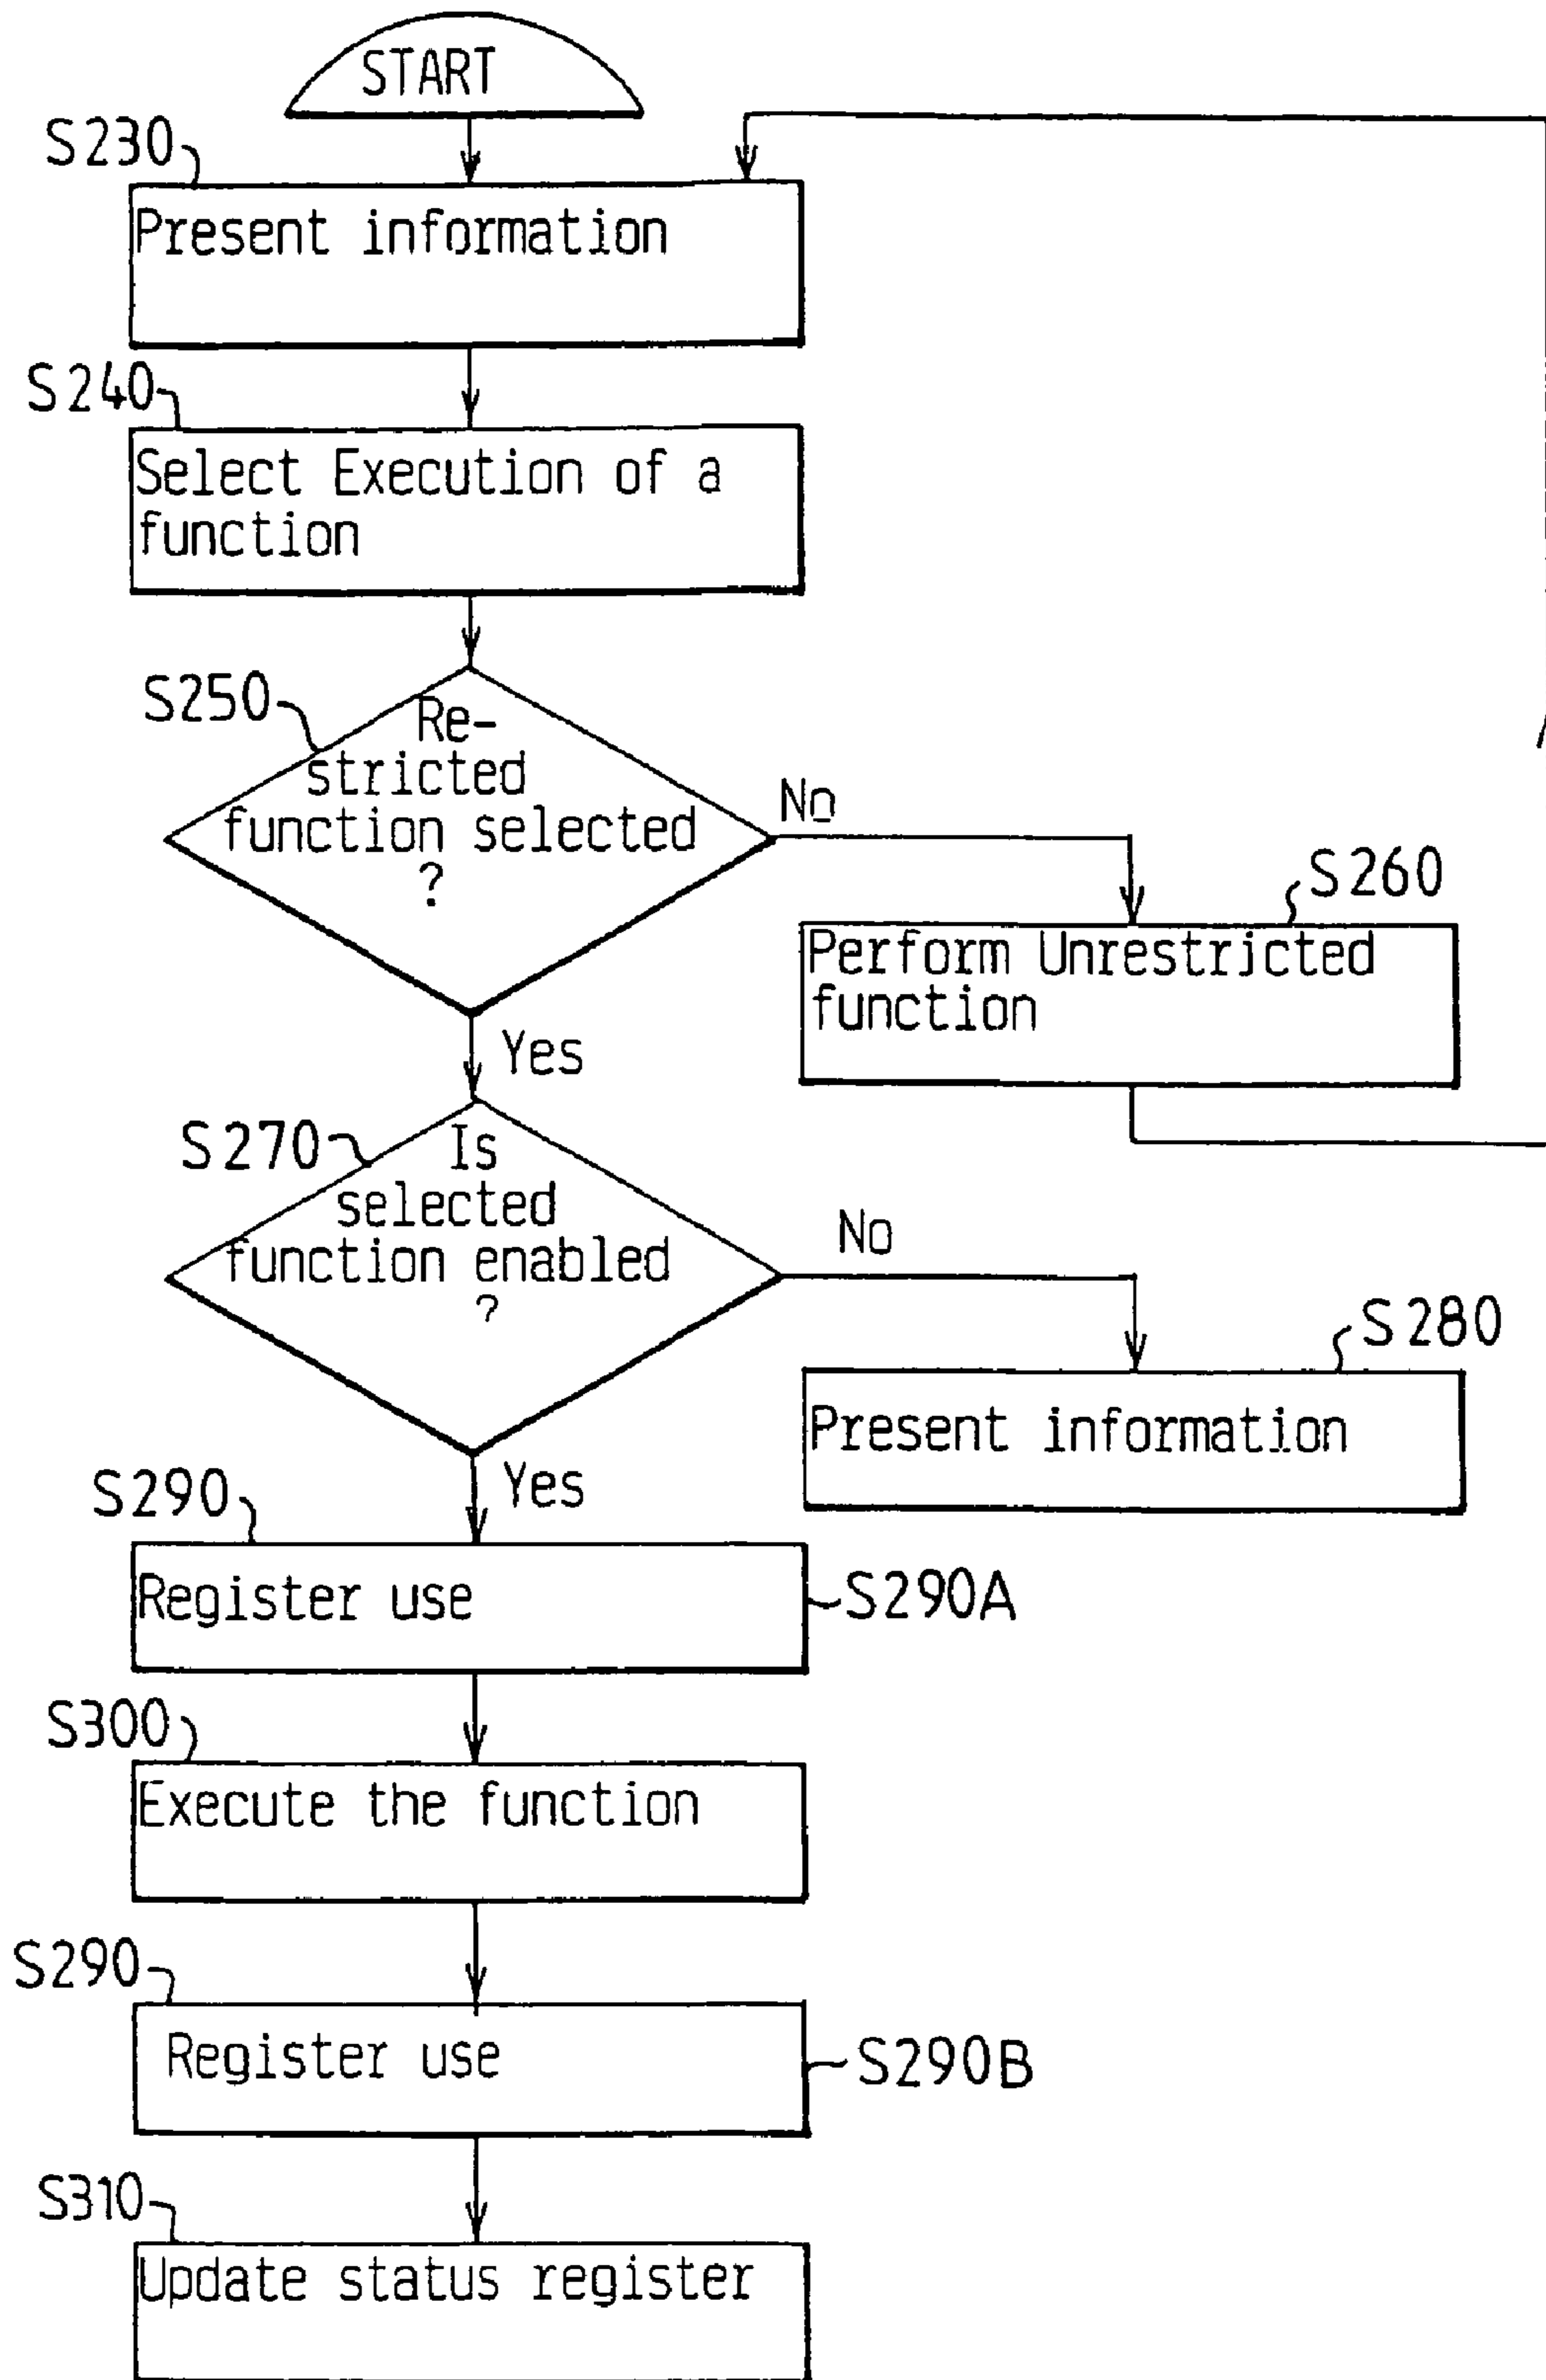 START
S230
Present information
S240
Select Execution of a
function
S250
Re-
stricted
function selected
?
No
S260
Perform Unrestricted
function
Yes
S270
Is
selected
function enabled
?
No
S280
Present information
Yes
S290
Register use
S290A
S300
Execute the function
S290
Register use
S290B
S310
Update status register